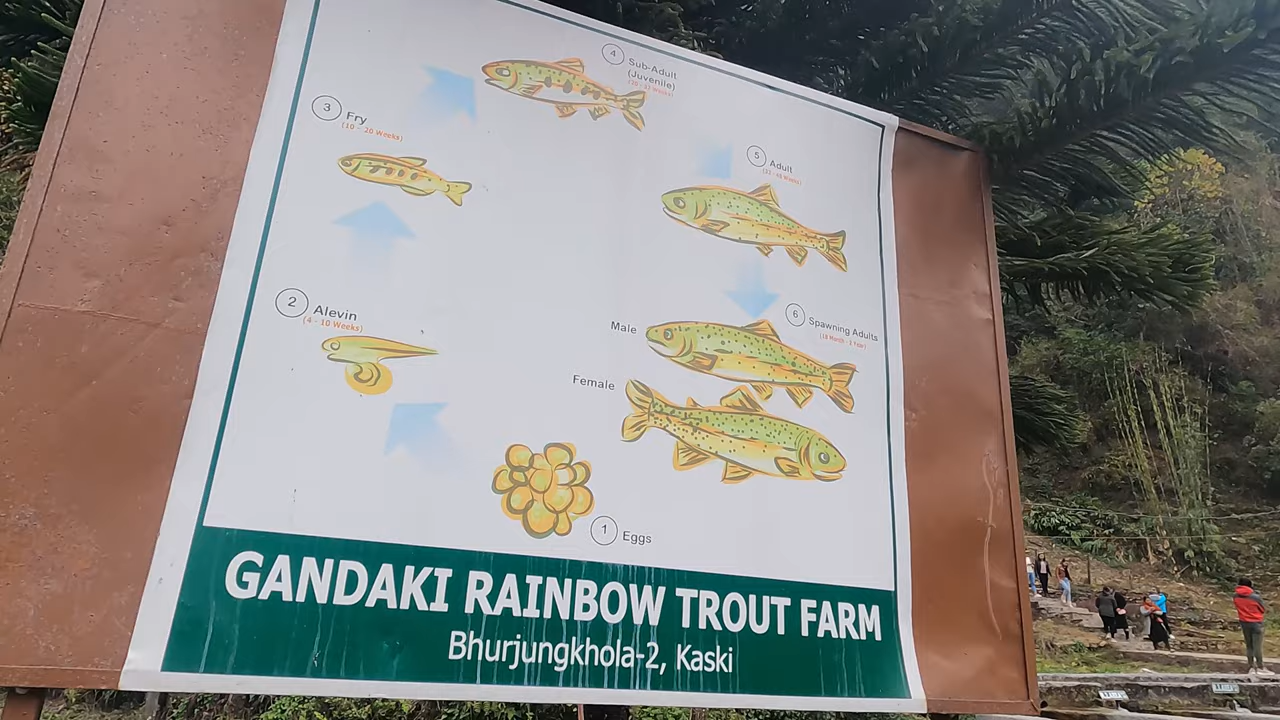 4 Sub-Adult
(Juvenile)
3 Fry
(10 - 20 Weeks)
5 Adult
2 Alevin
(4 - 10 Weeks)
6 Spawning Adults
Male
Female
1 Eggs
GANDAKI RAINBOW TROUT FARM
Bhurjungkhola-2, Kaski